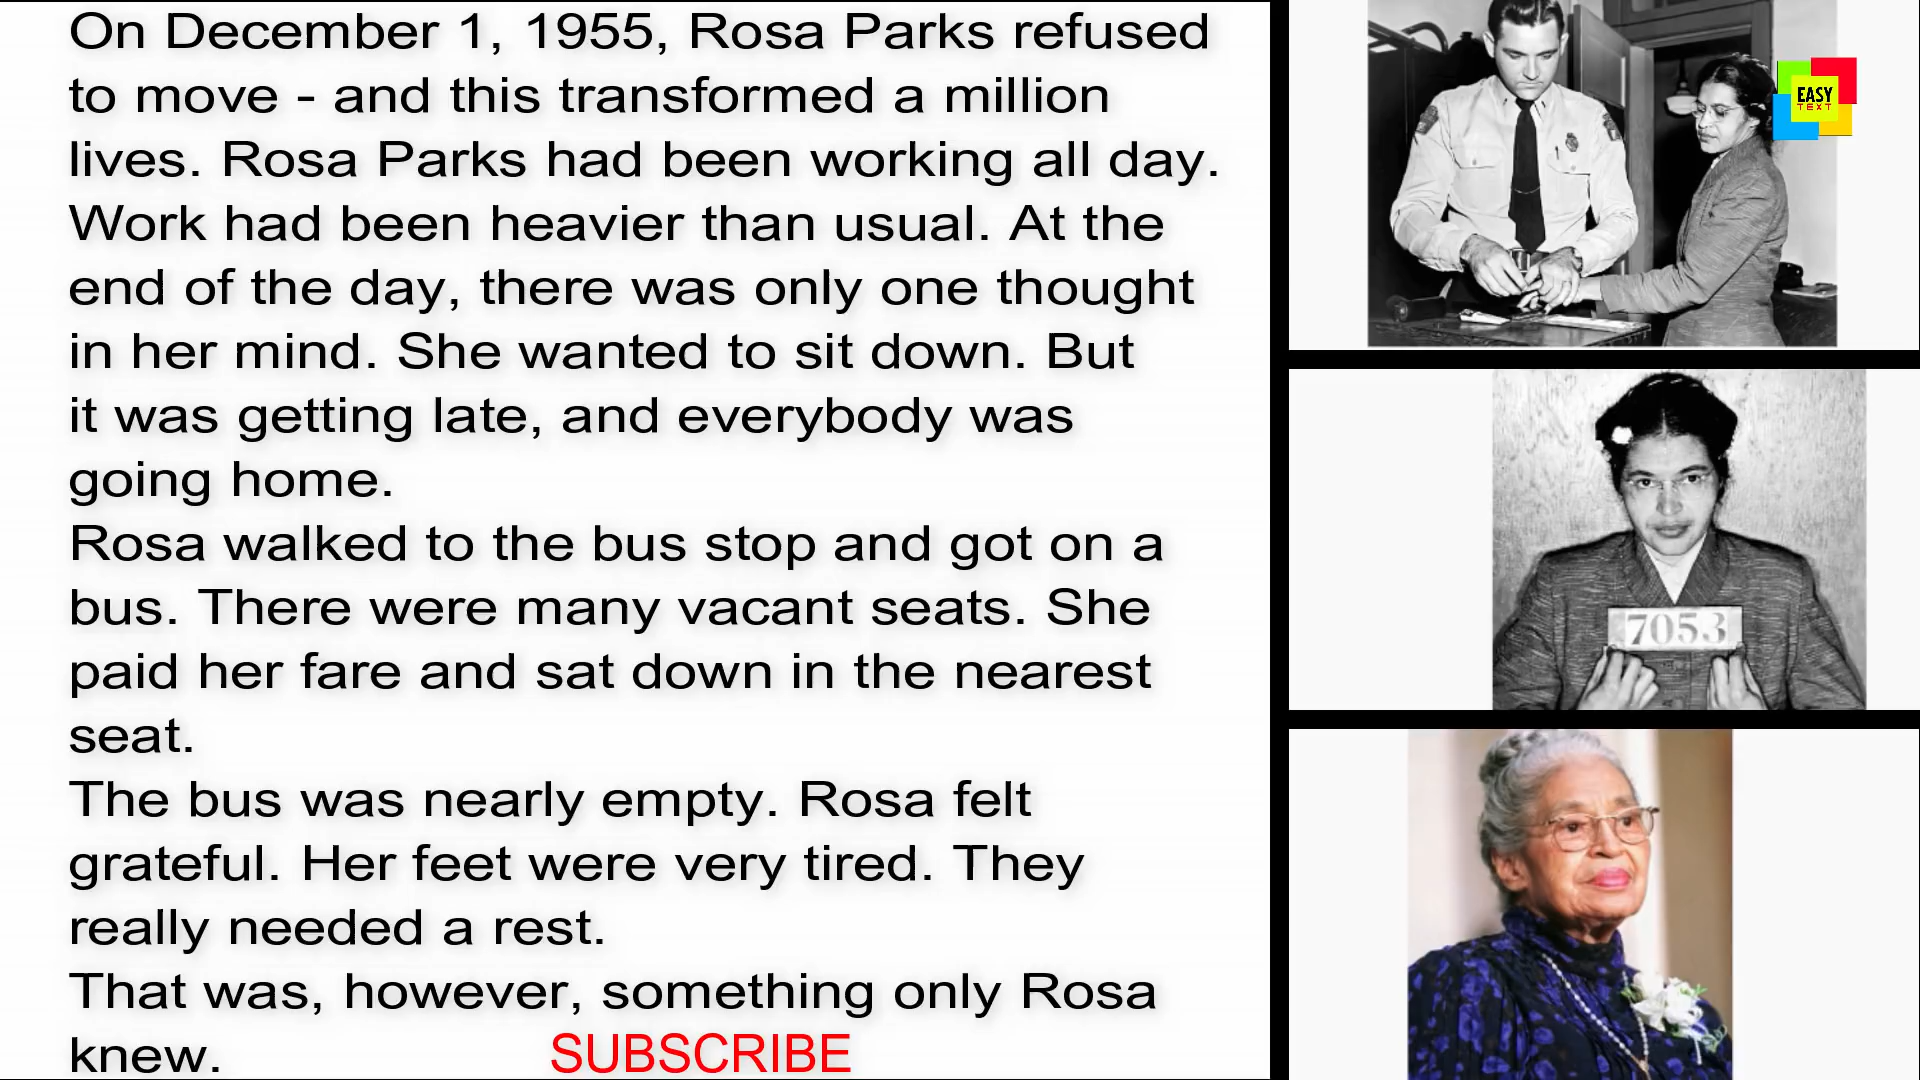 On December 1, 1955, Rosa Parks refused
to move - and this transformed a million
lives. Rosa Parks had been working all day.
Work had been heavier than usual. At the
end of the day, there was only one thought
in her mind. She wanted to sit down. But
it was getting late, and everybody was
going home.
Rosa walked to the bus stop and got on a
bus. There were many vacant seats. She
paid her fare and sat down in the nearest
seat.
The bus was nearly empty. Rosa felt
grateful. Her feet were very tired. They
really needed a rest.
That was, however, something only Rosa
knew.
SUBSCRIBE
EASY
TEXT
7053